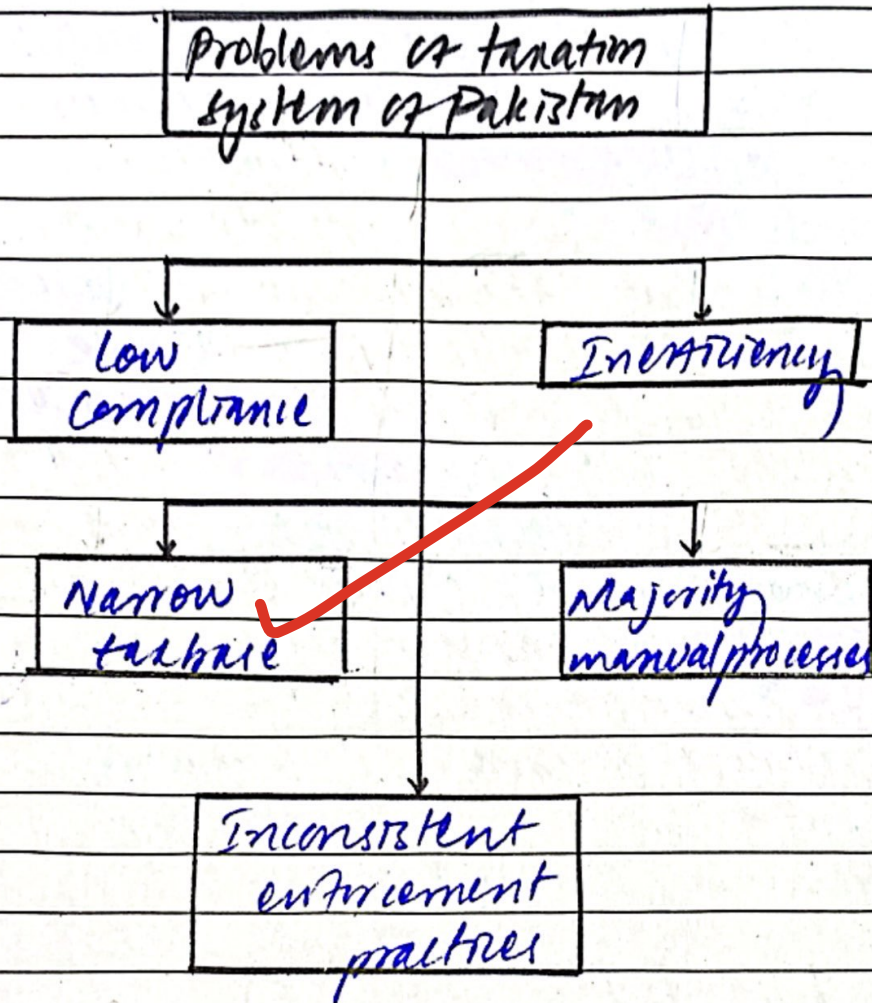 Problems of taxation
system of Pakistan
Low
Compliance
Inefficiency
Narrow
taxbase
Majority
manual processes
Inconsistent
enforcement
practices